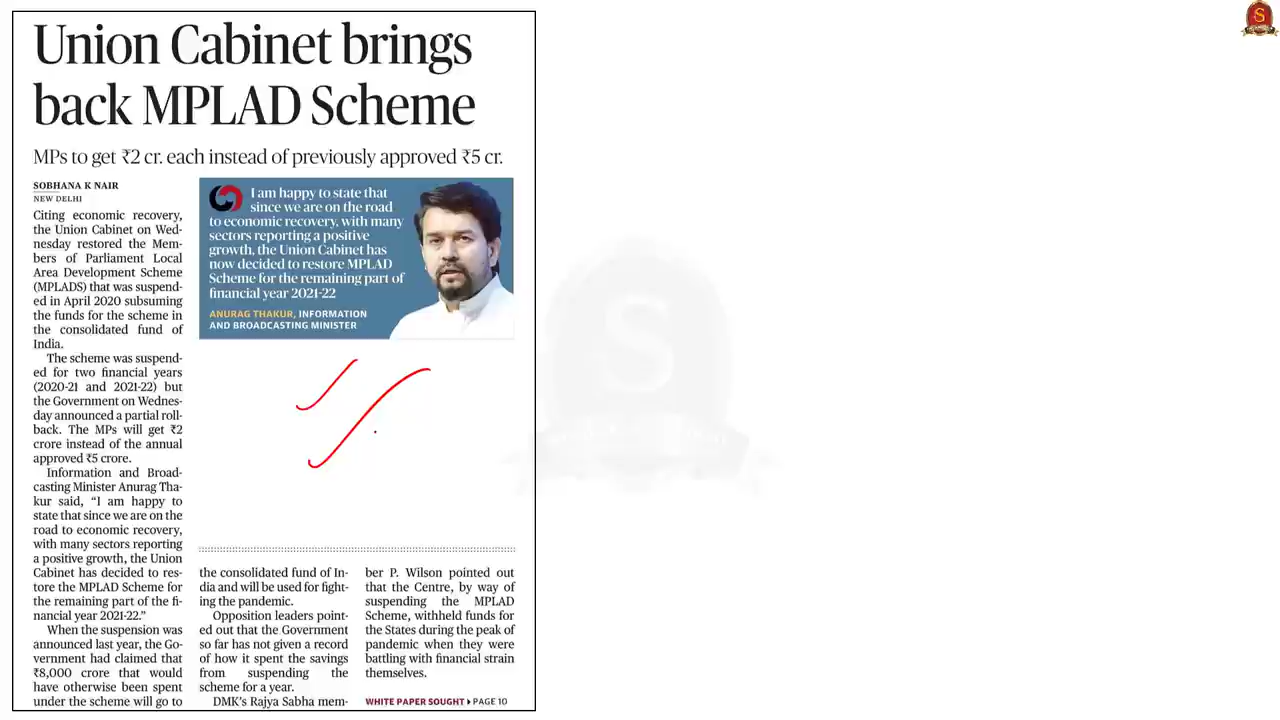 Union Cabinet brings
back MPLAD Scheme
MPs to get ₹2 cr. each instead of previously approved ₹5 cr.
SOBHANA K NAIR
NEW DELHI
Citing economic recovery,
the Union Cabinet on Wed-
nesday restored the Mem-
bers of Parliament Local
Area Development Scheme
(MPLADS) that was suspend-
ed in April 2020 subsuming
the funds for the scheme in
the consolidated fund of
India.
The scheme was suspend-
ed for two financial years
(2020-21 and 2021-22) but
the Government on Wednes-
day announced a partial roll-
back. The MPs will get ₹2
crore instead of the annual
approved ₹5 crore.
Information and Broad-
casting Minister Anurag Tha-
kur said, “I am happy to
state that since we are on the
road to economic recovery,
with many sectors reporting
a positive growth, the Union
Cabinet has decided to res-
tore the MPLAD Scheme for
the remaining part of the fi-
nancial year 2021-22.”
When the suspension was
announced last year, the Go-
vernment had claimed that
₹8,000 crore that would
have otherwise been spent
under the scheme will go to
I am happy to state that
since we are on the road
to economic recovery, with many
sectors reporting a positive
growth, the Union Cabinet has
now decided to restore MPLAD
Scheme for the remaining part of
financial year 2021-22
ANURAG THAKUR, INFORMATION
AND BROADCASTING MINISTER
the consolidated fund of In-
dia and will be used for fight-
ing the pandemic.
Opposition leaders point-
ed out that the Government
so far has not given a record
of how it spent the savings
from suspending the
scheme for a year.
DMK’s Rajya Sabha mem-
ber P. Wilson pointed out
that the Centre, by way of
suspending the MPLAD
Scheme, withheld funds for
the States during the peak of
pandemic when they were
battling with financial strain
themselves.
WHITE PAPER SOUGHT PAGE 10
S
S